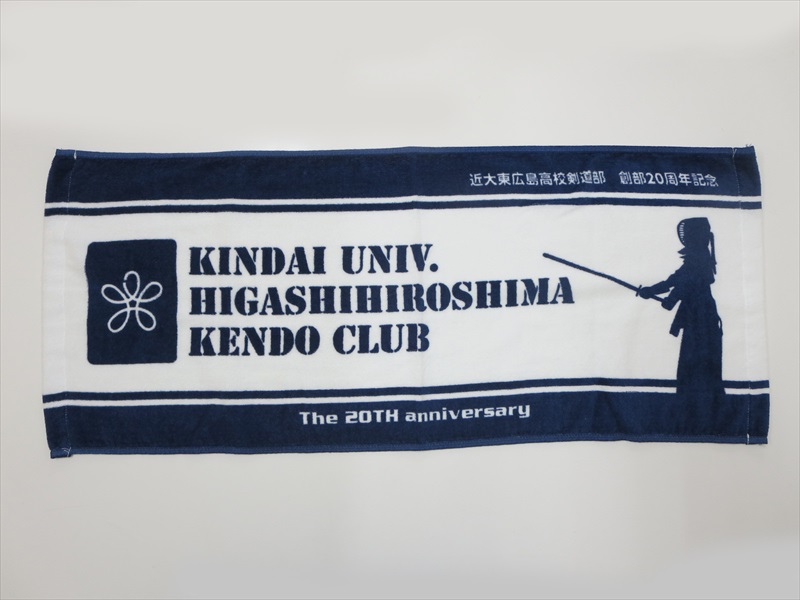 近大東広島高校剣道部　創部20周年記念
KINDAI UNIV.
HIGASHIHIROSHIMA
KENDO CLUB
The 20TH anniversary